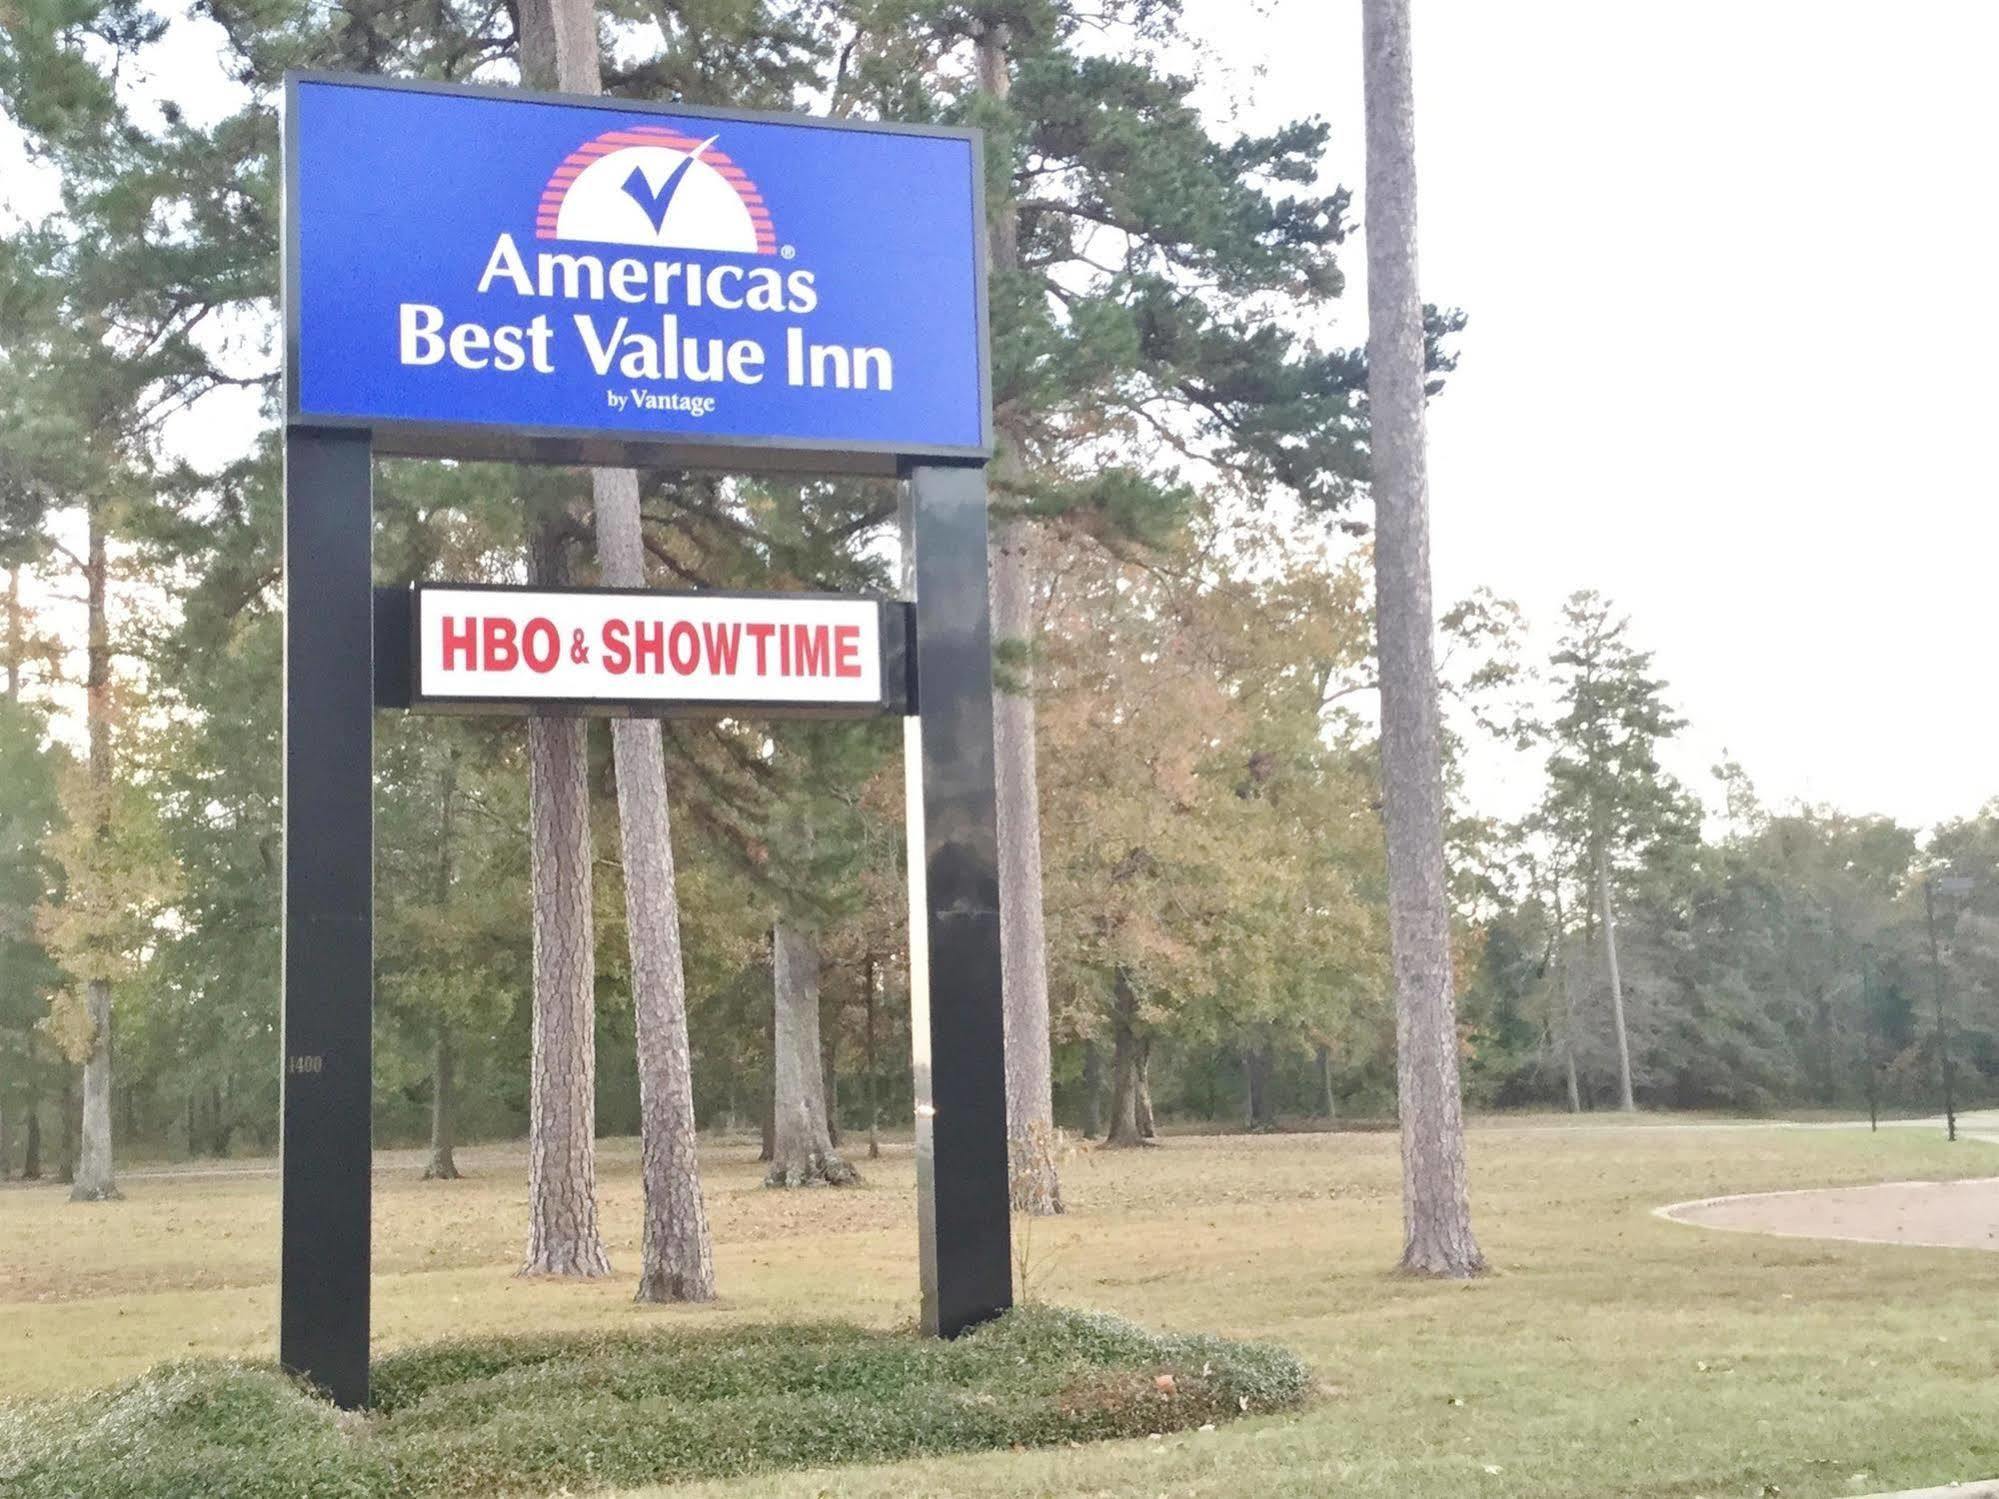 Americas®
Best Value Inn
by Vantage
HBO & SHOWTIME
1400